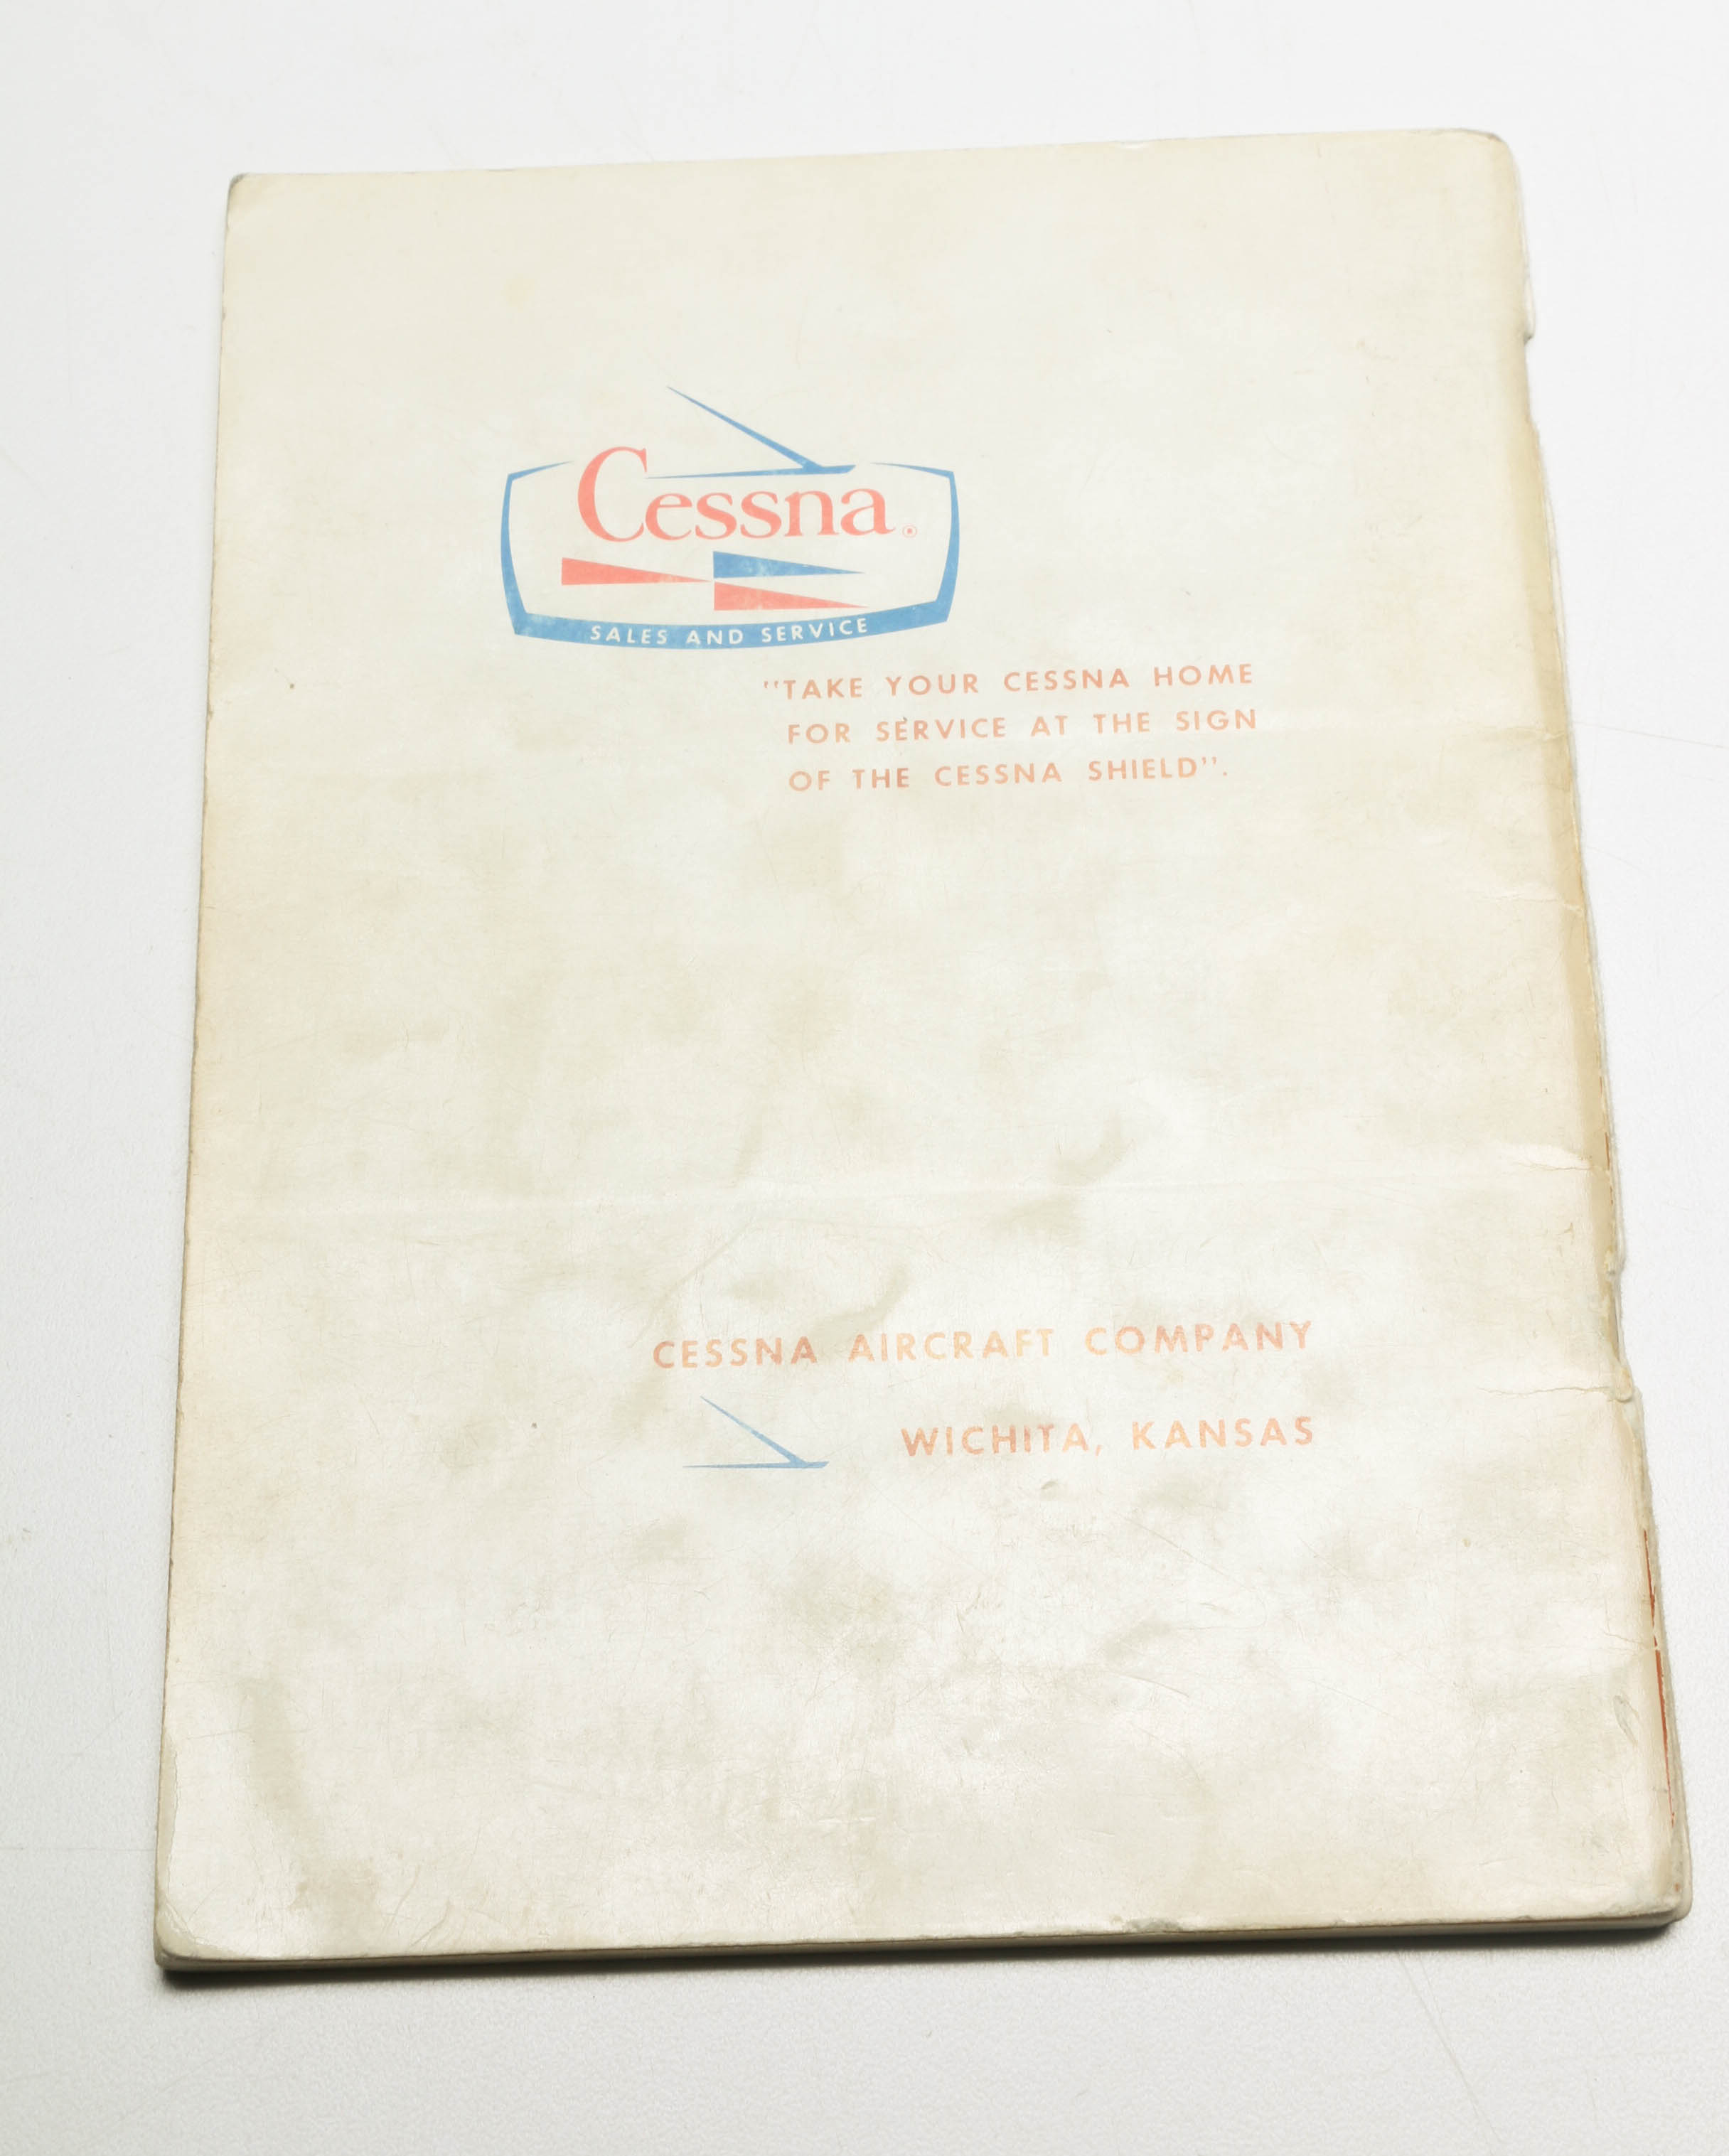 Cessna®
SALES AND SERVICE
"TAKE YOUR CESSNA HOME
FOR SERVICE AT THE SIGN
OF THE CESSNA SHIELD".
CESSNA AIRCRAFT COMPANY
WICHITA, KANSAS